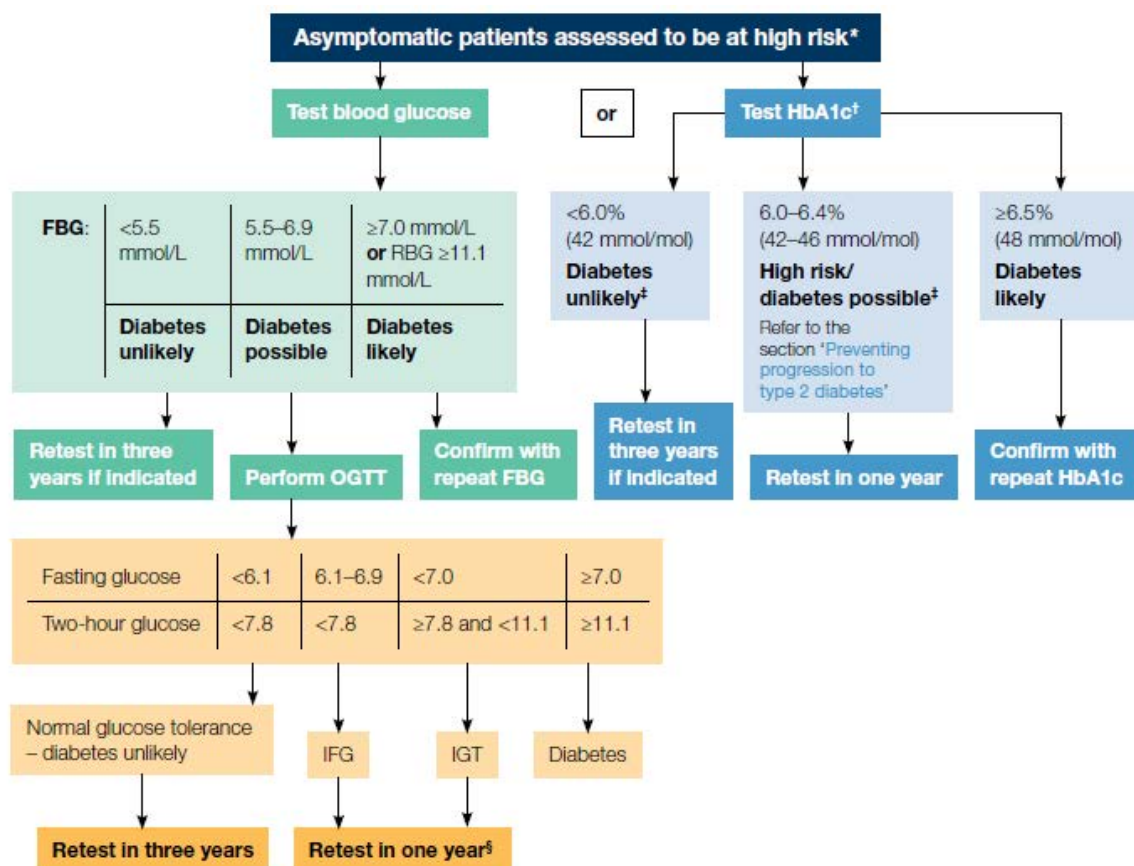 Asymptomatic patients assessed to be at high risk*
Test blood glucose
or
Test HbA1c†
FBG:
<5.5
mmol/L
5.5–6.9
mmol/L
≥7.0 mmol/L
or RBG ≥11.1
mmol/L
Diabetes
unlikely
Diabetes
possible
Diabetes
likely
<6.0%
(42 mmol/mol)
Diabetes
unlikely‡
6.0–6.4%
(42–46 mmol/mol)
High risk/
diabetes possible‡
Refer to the
section ‘Preventing
progression to
type 2 diabetes’
≥6.5%
(48 mmol/mol)
Diabetes
likely
Retest in three
years if indicated
Perform OGTT
Confirm with
repeat FBG
Retest in
three years
if indicated
Retest in one year
Confirm with
repeat HbA1c
Fasting glucose <6.1 6.1–6.9 <7.0 ≥7.0
Two-hour glucose <7.8 <7.8 ≥7.8 and <11.1 ≥11.1
Normal glucose tolerance
– diabetes unlikely
IFG
IGT
Diabetes
Retest in three years
Retest in one year§